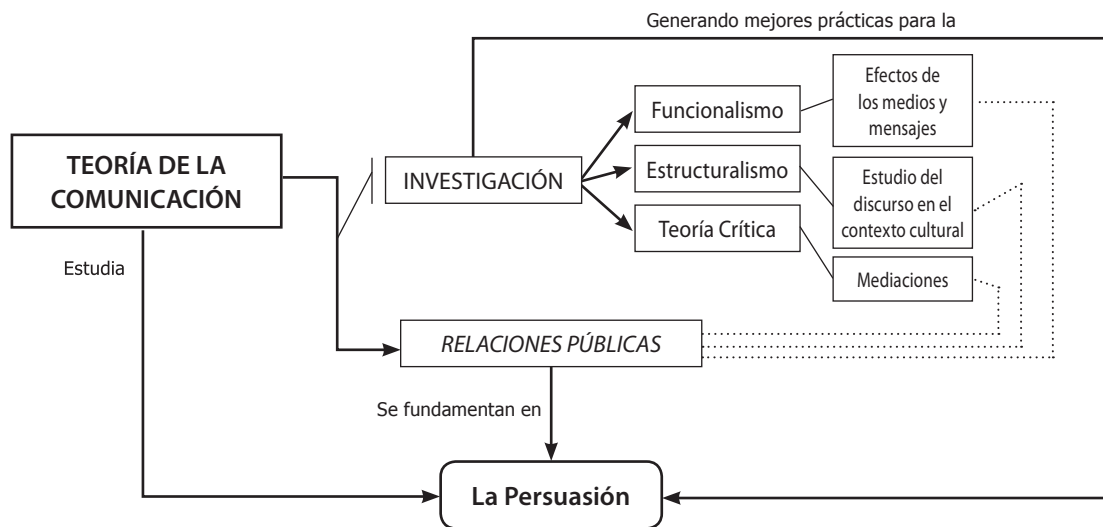 Generando mejores prácticas para la
Efectos de
los medios y
mensajes
Funcionalismo
TEORÍA DE LA
COMUNICACIÓN
INVESTIGACIÓN
Estructuralismo
Estudio del
discurso en el
contexto cultural
Teoría Crítica
Estudia
Mediaciones
RELACIONES PÚBLICAS
Se fundamentan en
La Persuasión